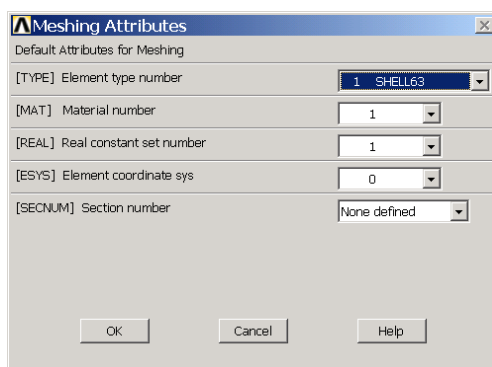 Meshing Attributes
Default Attributes for Meshing
[TYPE] Element type number 1 SHELL63
[MAT] Material number 1
[REAL] Real constant set number 1
[ESYS] Element coordinate sys 0
[SECNUM] Section number None defined
OK Cancel Help